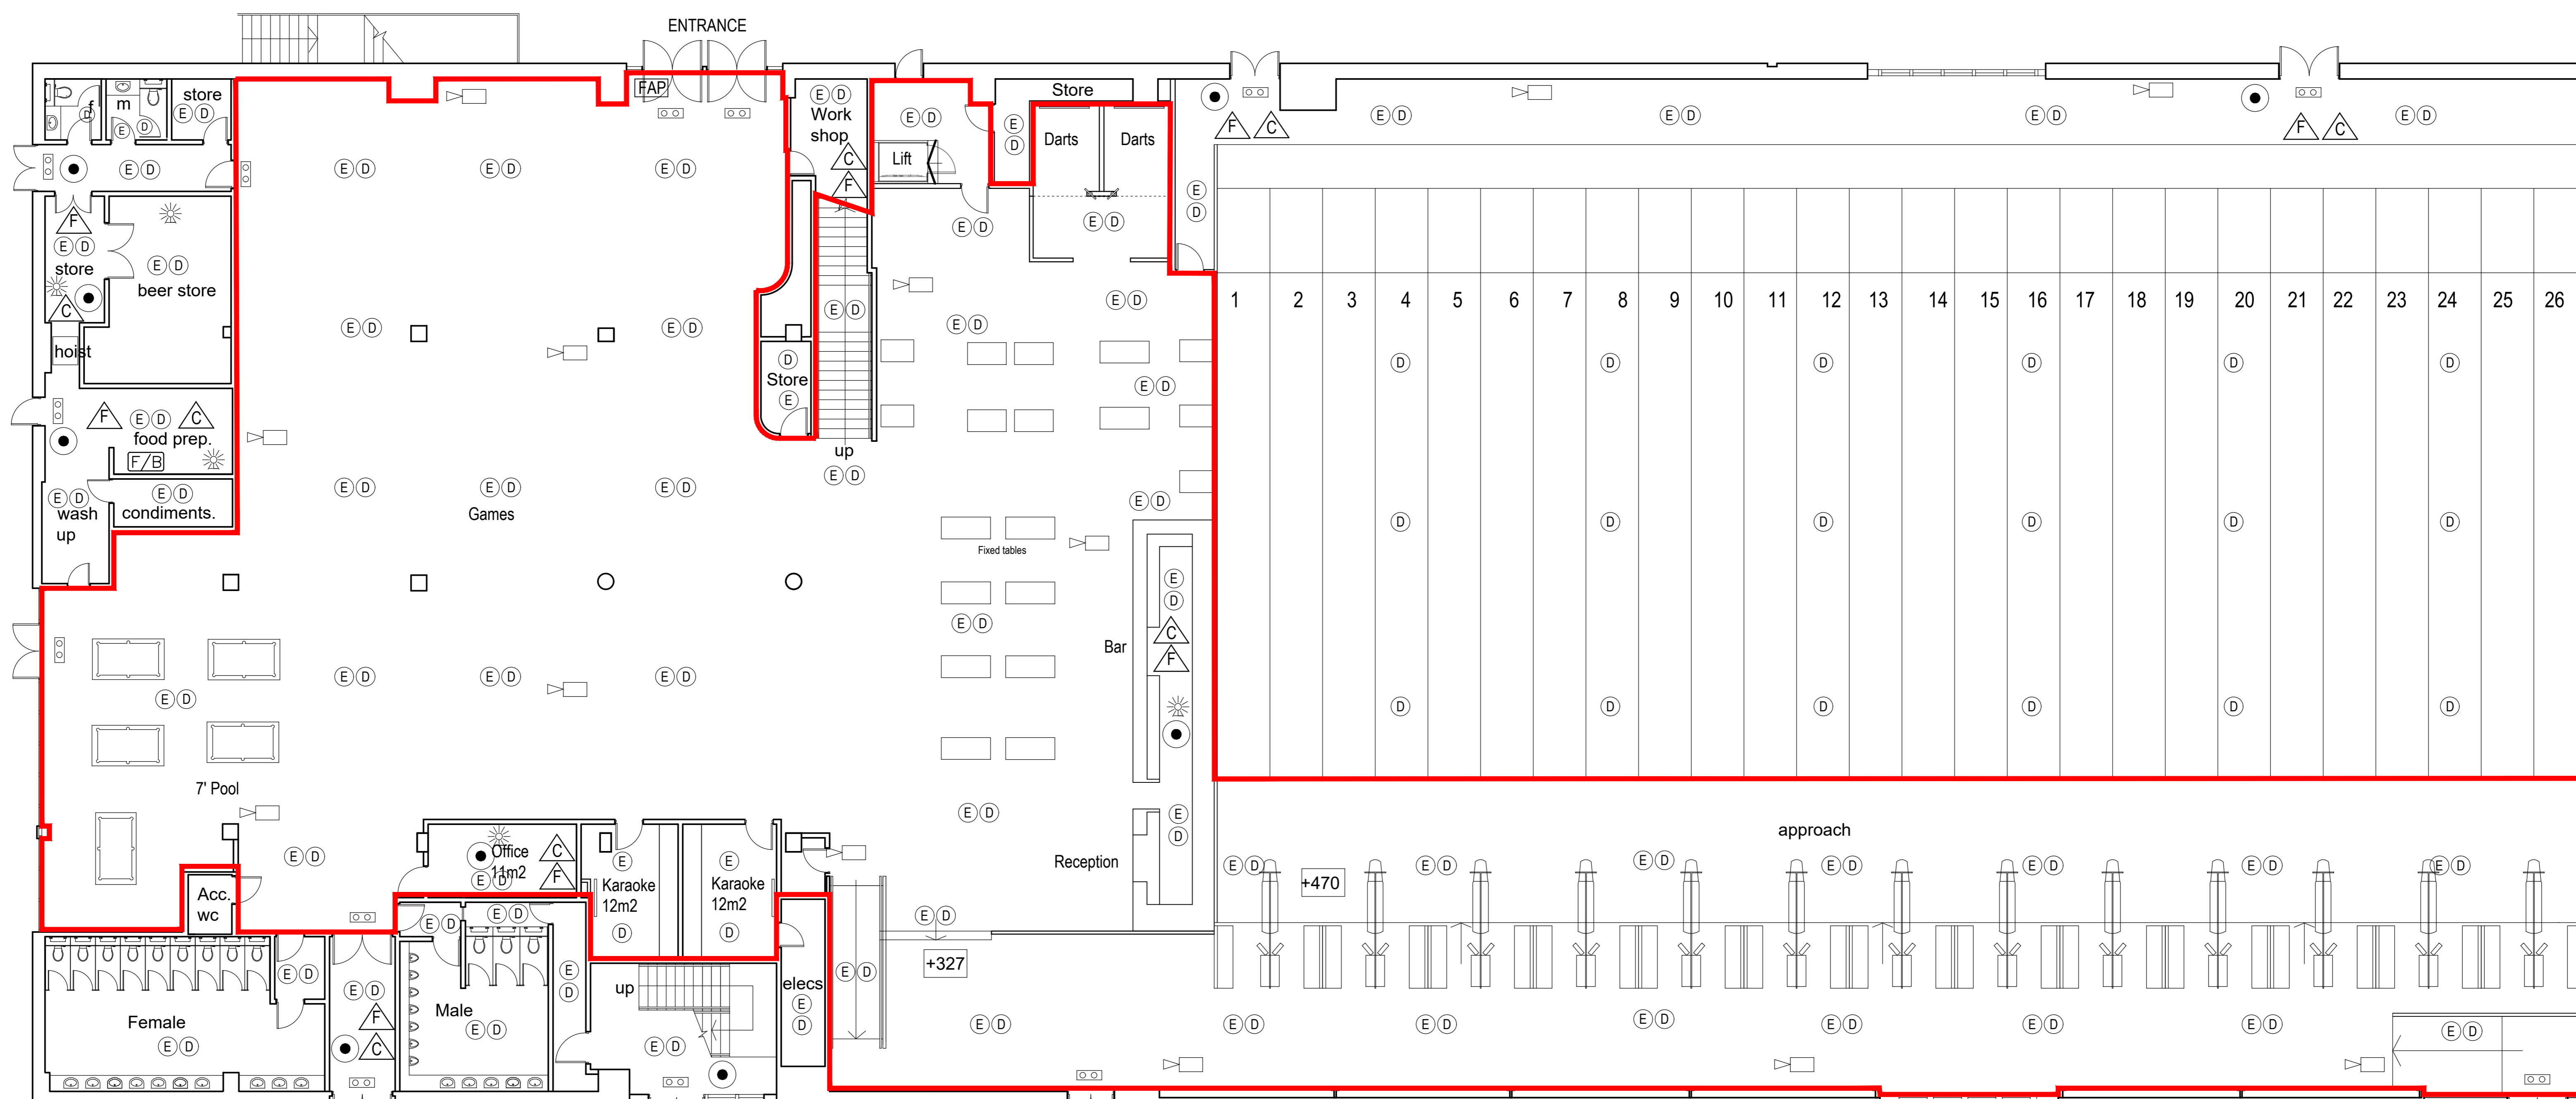 ENTRANCE
FAP
f
D
m
E
D
store
E D
E D
E D
Work
shop
C
F
E D
Lift
Store
E
D
Darts
Darts
E D
E
D
F
C
E D
E D
E D
F
C
E D
E D
E D
E D
F
E D
store
C
E D
beer store
hoist
E D
E D
D
Store
E
E D
up
E D
E D
E D
E D
E D
E D
1 2 3 4 5 6 7 8 9 10 11 12 13 14 15 16 17 18 19 20 21 22 23 24 25 26
D D D D D D
F
E D
C
food prep.
F/B
E D
wash
up
E D
condiments.
E D
E D
E D
Games
E D
Fixed tables
D D D D D D
E
D
C
F
Bar
E D
E D
E D
E D
E D
D D D D D D
7' Pool
E D
Office
11m2
E D
C
F
E
Karaoke
12m2
D
E
Karaoke
12m2
D
E D
E
D
Reception
approach
Acc.
wc
E D
+470
E D
E D
E D
E D
E D
E D
E D
E D
E D
+327
E D
E D
F
C
Female
E D
Male
E D
E
D
up
E D
elecs
E
D
E D
E D
E D
E D
E D
E D
E D
E D
E D